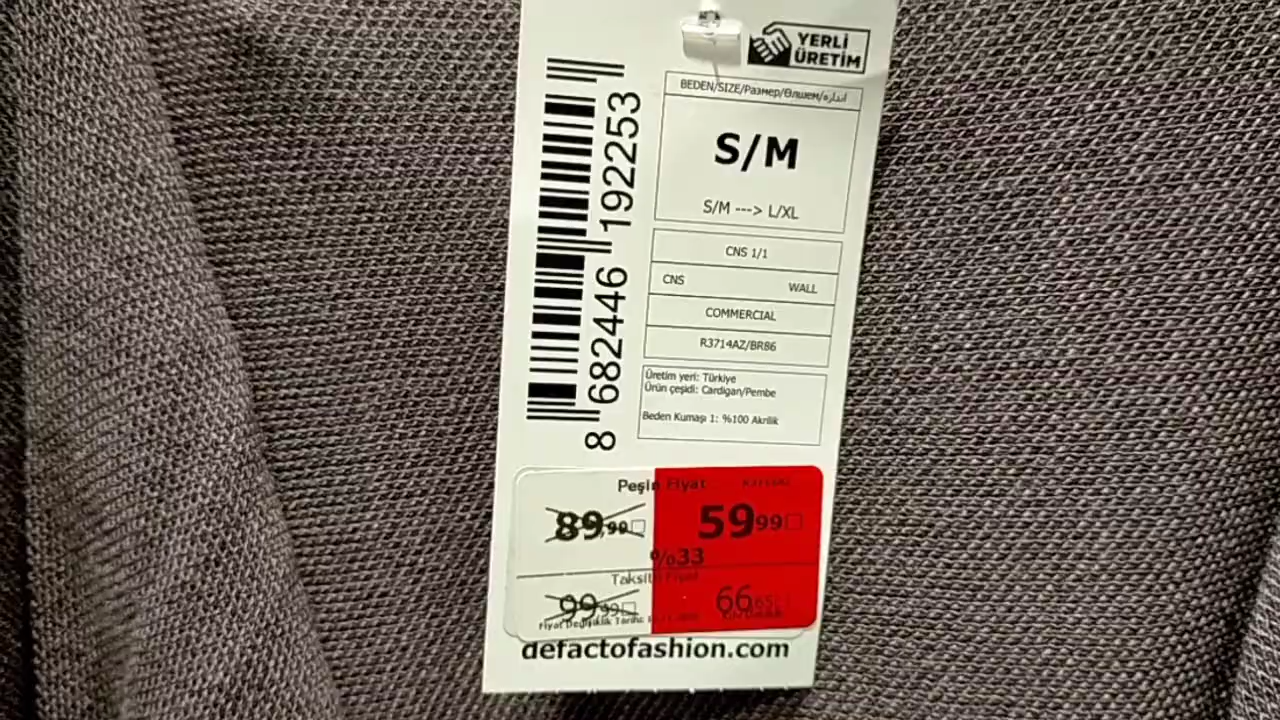 YERLİ
ÜRETİM
BEDEN/SIZE/Размер/Өлшем/اندازه
S/M
S/M ---> L/XL
CNS 1/1
CNS WALL
COMMERCIAL
R3714AZ/BR86
Üretim yeri: Türkiye
Ürün çeşidi: Cardigan/Pembe
Beden Kumaşı 1: %100 Akrilik
8 682446 192253
Peşin Fiyat
89,99 59,99
%33
Taksitli Fiyat
99,99 66,65
Fiyat Değişiklik Tarihi:
defactofashion.com